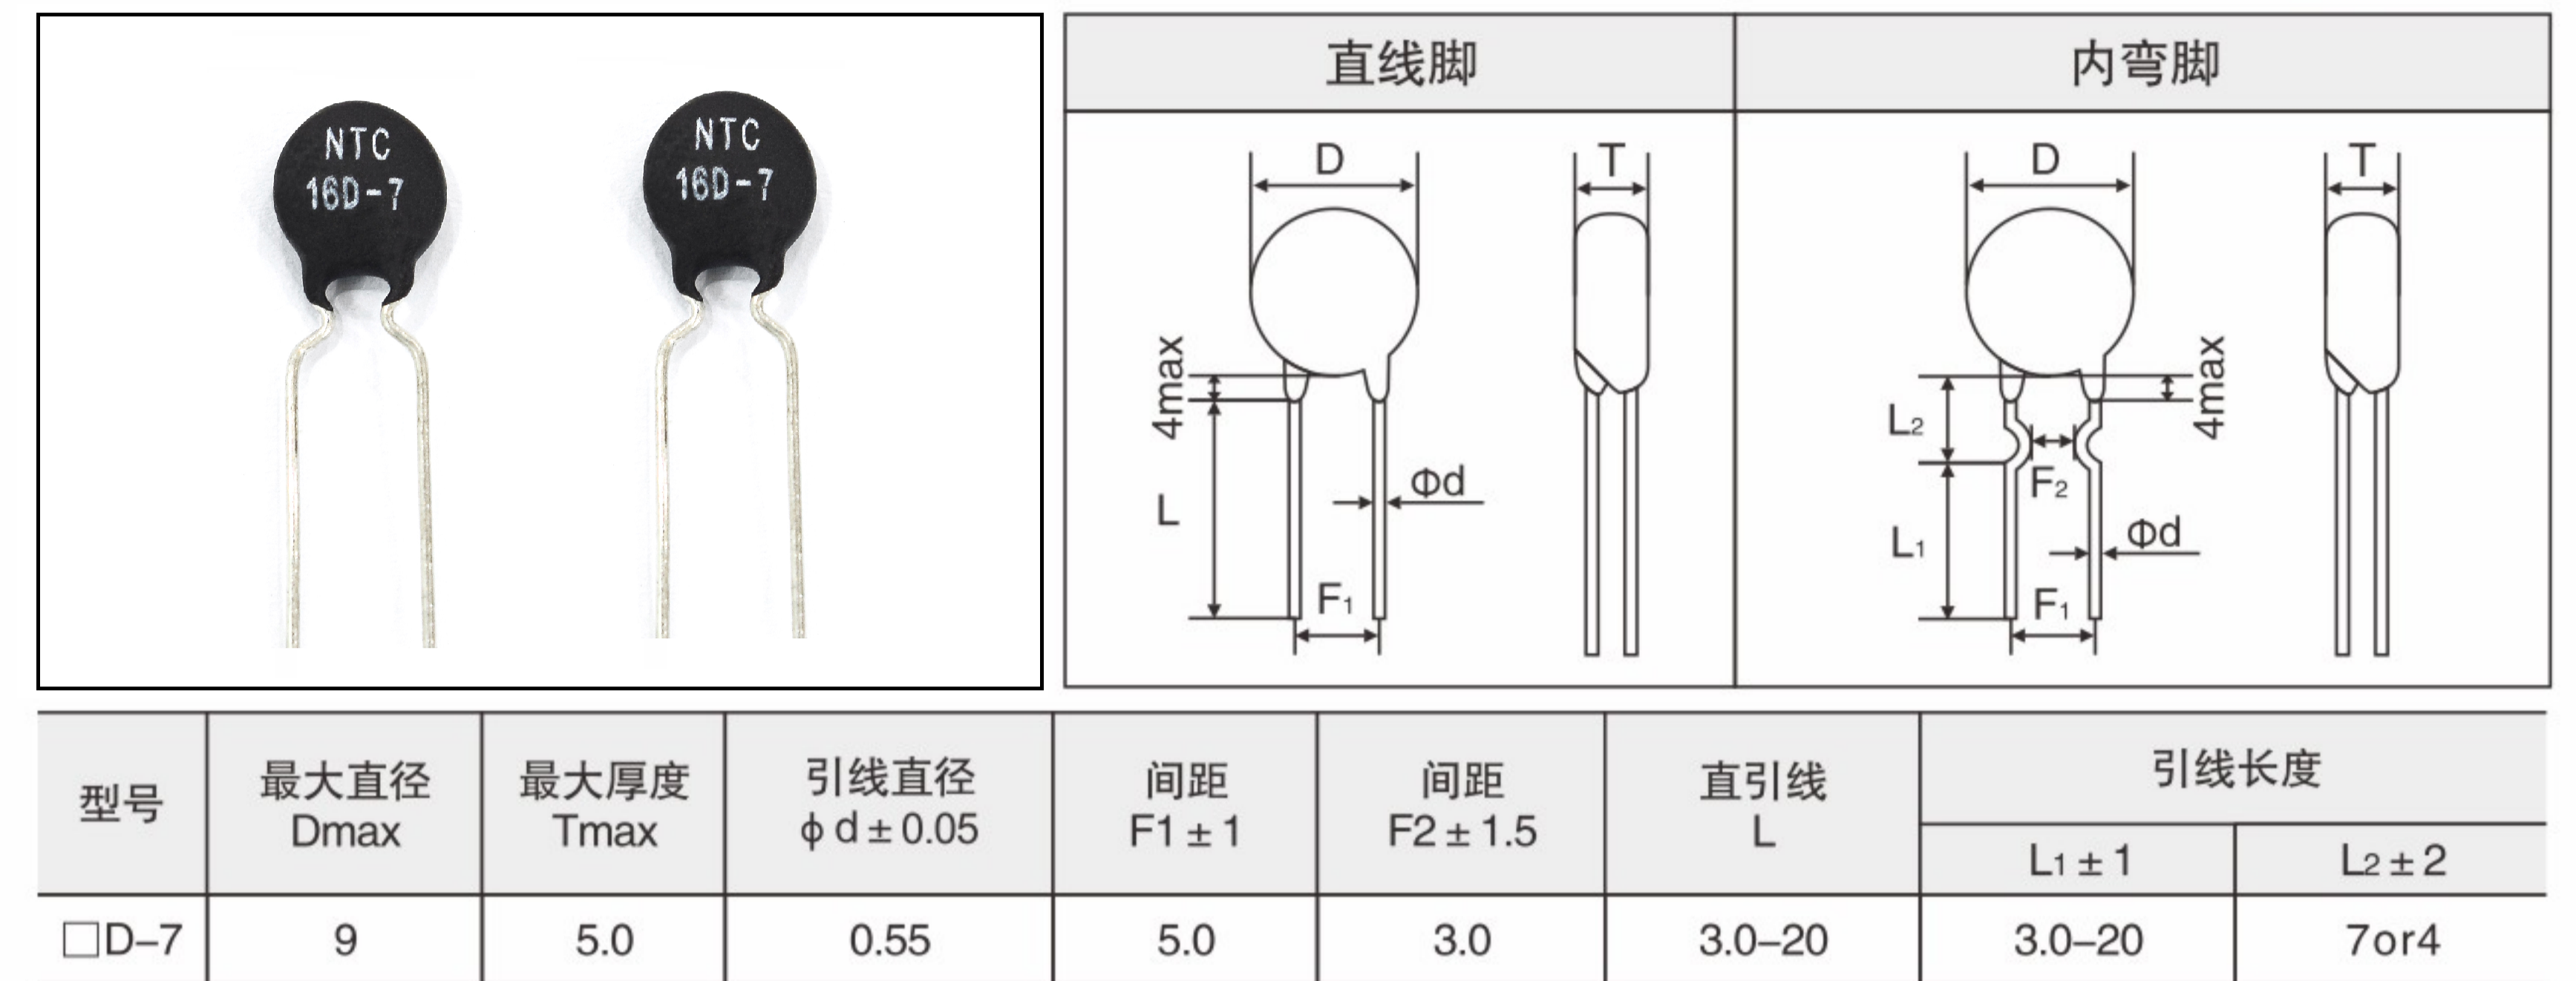 NTC
16D-7
NTC
16D-7
直线脚
内弯脚
D
T
4max
L
Φd
F1
D
T
4max
L2
F2
L1
Φd
F1
型号
最大直径
Dmax
最大厚度
Tmax
引线直径
ϕ d ± 0.05
间距
F1 ± 1
间距
F2 ± 1.5
直引线
L
引线长度
L1 ± 1
L2 ± 2
□D–7
9
5.0
0.55
5.0
3.0
3.0–20
3.0–20
7or4